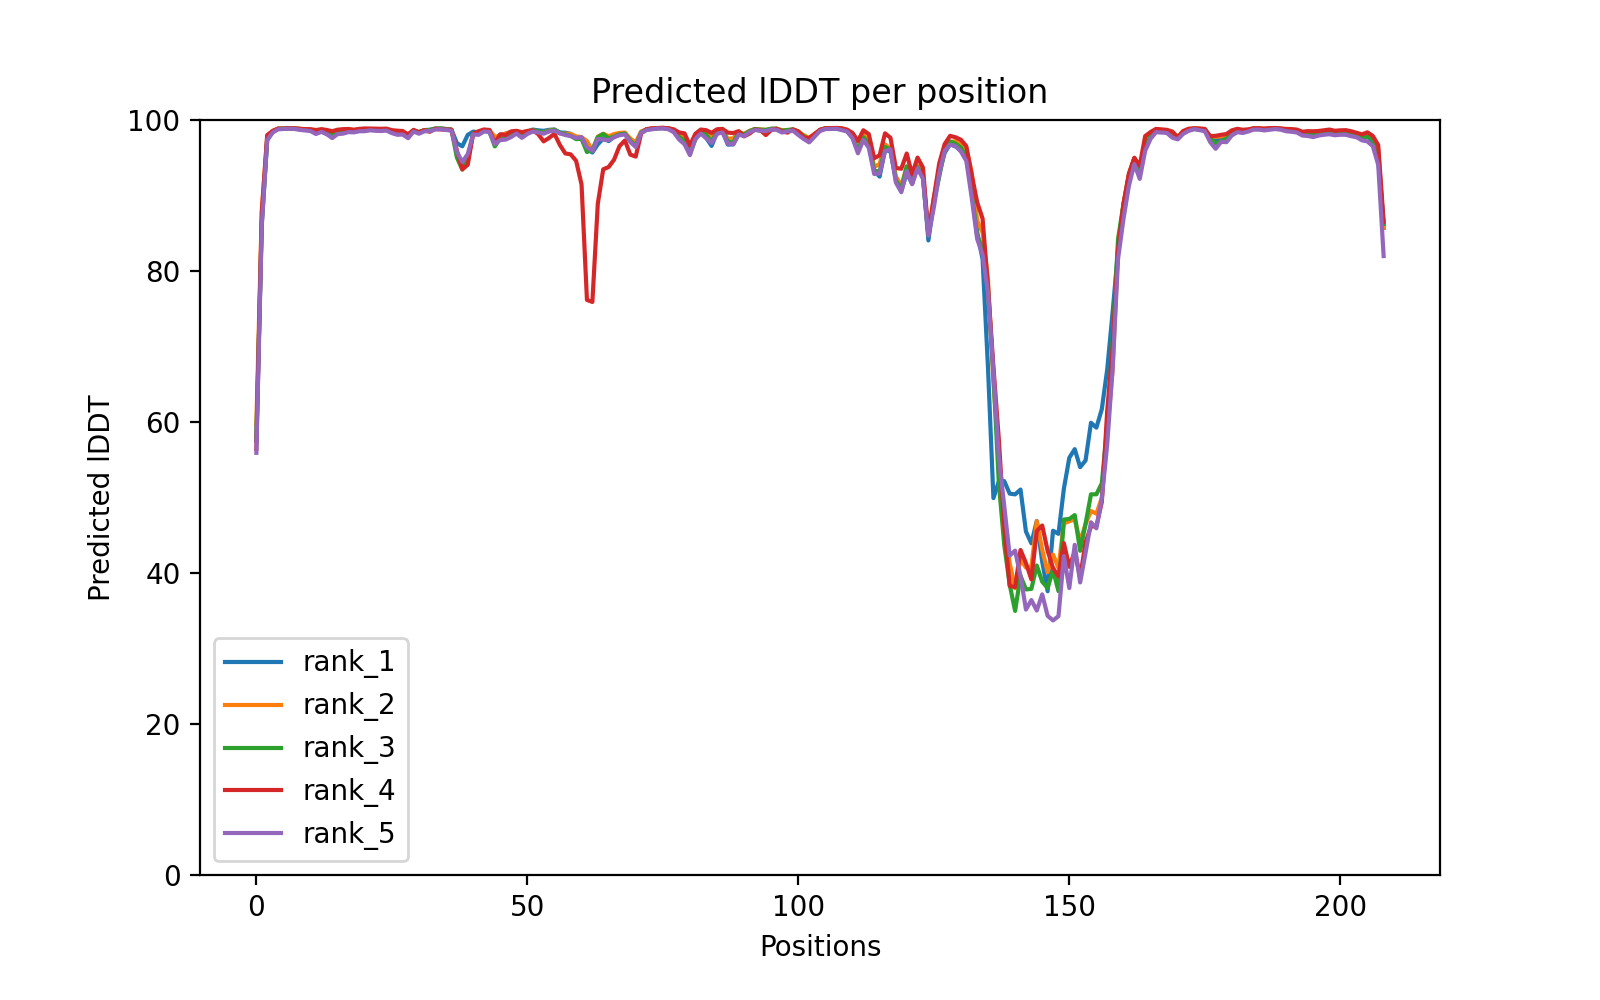 Predicted lDDT per position
100
80
60
40
20
0
Predicted lDDT
rank_1
rank_2
rank_3
rank_4
rank_5
0 50 100 150 200
Positions